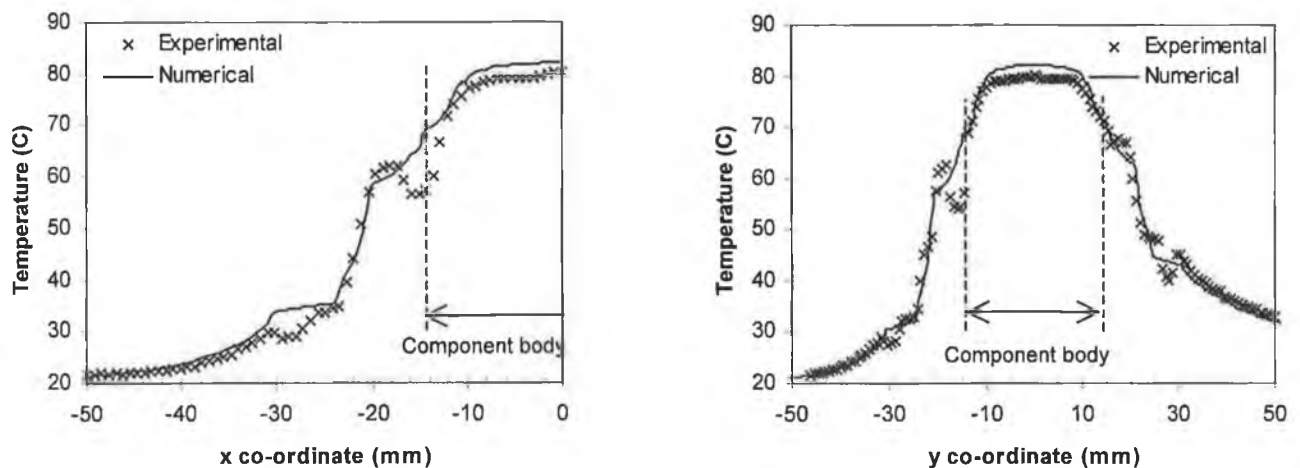 90
80
70
60
50
40
30
20
Temperature (C)
× Experimental
Numerical
Component body
-50 -40 -30 -20 -10 0
x co-ordinate (mm)
90
80
70
60
50
40
30
20
Temperature (C)
× Experimental
Numerical
Component body
-50 -30 -10 10 30 50
y co-ordinate (mm)